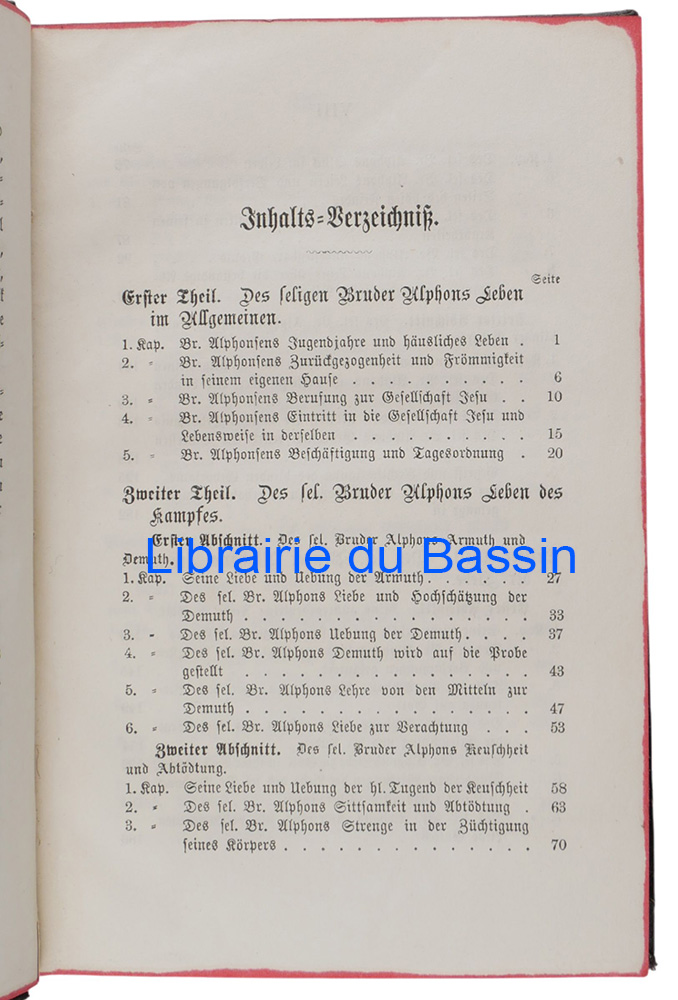 Inhalts-Verzeichniß.
Seite
Erster Theil. Des seligen Bruder Alphons Leben
im Allgemeinen.
1. Kap. Br. Alphonsens Jugendjahre und häusliches Leben . 1
2. " Br. Alphonsens Zurückgezogenheit und Frömmigkeit
in seinem eigenen Hause . . . . . . . . . . 6
3. " Br. Alphonsens Berufung zur Gesellschaft Jesu . . 10
4. " Br. Alphonsens Eintritt in die Gesellschaft Jesu und
Lebensweise in derselben . . . . . . . . . . 15
5. " Br. Alphonsens Beschäftigung und Tagesordnung . 20
Zweiter Theil. Des sel. Bruder Alphons Leben des
Kampfes.
Erster Abschnitt. Des sel. Bruder Alphons Armuth und
Demuth.
Librairie du Bassin
1. Kap. Seine Liebe und Uebung der Armuth . . . . . . 27
2. " Des sel. Br. Alphons Liebe und Hochschätzung der
Demuth . . . . . . . . . . . . . . . . 33
3. " Des sel. Br. Alphons Uebung der Demuth . . . . 37
4. " Des sel. Br. Alphons Demuth wird auf die Probe
gestellt . . . . . . . . . . . . . . . 43
5. " Des sel. Br. Alphons Lehre von den Mitteln zur
Demuth . . . . . . . . . . . . . . . . 47
6. " Des sel. Br. Alphons Liebe zur Verachtung . . . 53
Zweiter Abschnitt. Des sel. Bruder Alphons Keuschheit
und Abtödtung.
1. Kap. Seine Liebe und Uebung der hl. Tugend der Keuschheit 58
2. " Des sel. Br. Alphons Sittsamkeit und Abtödtung . 63
3. " Des sel. Br. Alphons Strenge in der Züchtigung
seines Körpers . . . . . . . . . . . . . . 70